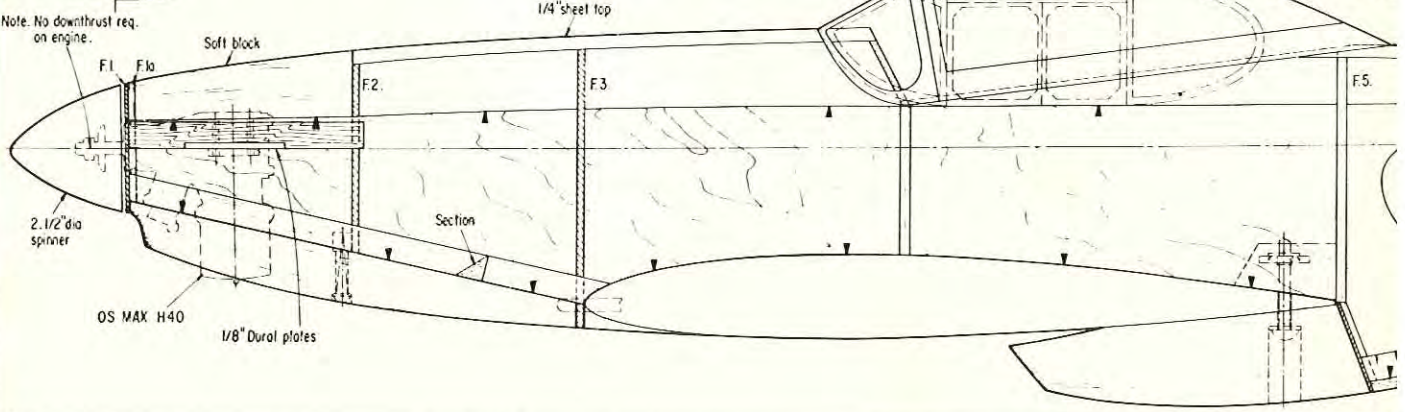 Note. No downthrust req.
on engine.
1/4" sheet top
Soft block
F.1.
F.1a.
F.2.
F.3.
F.5.
2.1/2" dia
spinner
Section
OS MAX H40
1/8" Dural plates